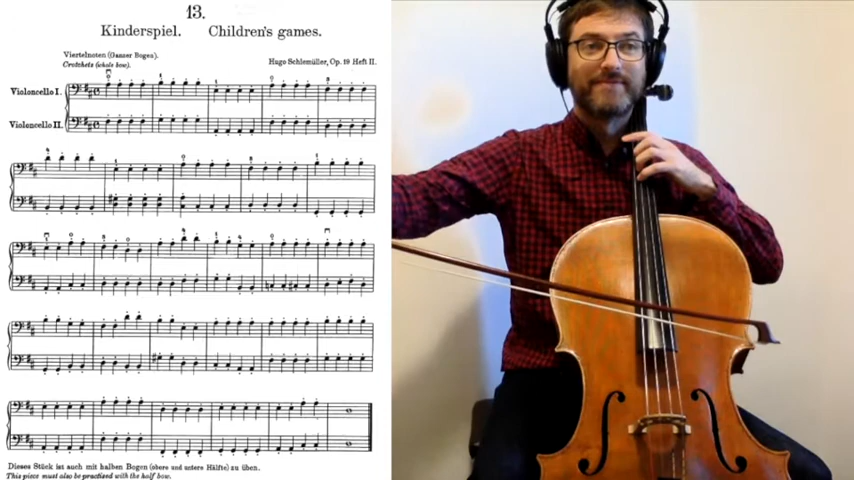 13.
Kinderspiel. Children's games.
Viertelnoten (Ganzer Bogen).
Crotchets (whole bow).
Hugo Schlemüller, Op. 19 Heft II.
Violoncello I.
Violoncello II.
Dieses Stück ist auch mit halben Bogen (obere und untere Hälfte) zu üben.
This piece must also be practised with the half bow.